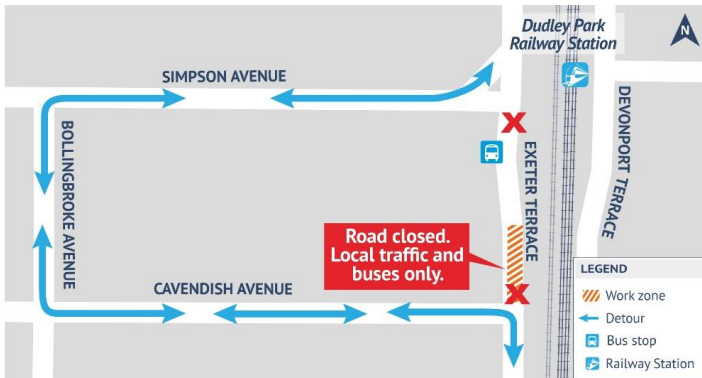 Dudley Park
Railway Station
N
SIMPSON AVENUE
BOLLINGBROKE AVENUE
EXETER TERRACE
DEVONPORT TERRACE
Road closed.
Local traffic and
buses only.
CAVENDISH AVENUE
LEGEND
Work zone
Detour
Bus stop
Railway Station